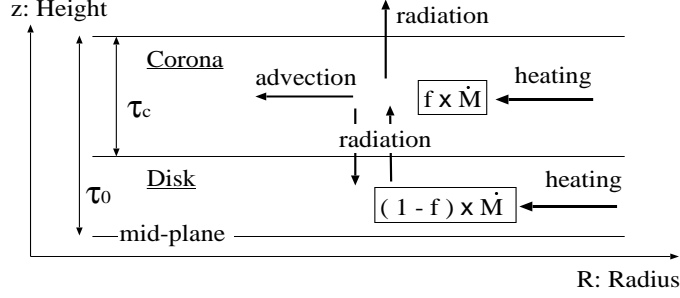 z: Height
radiation
Corona
advection
heating
f x Ṁ
τc
radiation
Disk
heating
τ0
( 1 - f ) x Ṁ
mid-plane
R: Radius